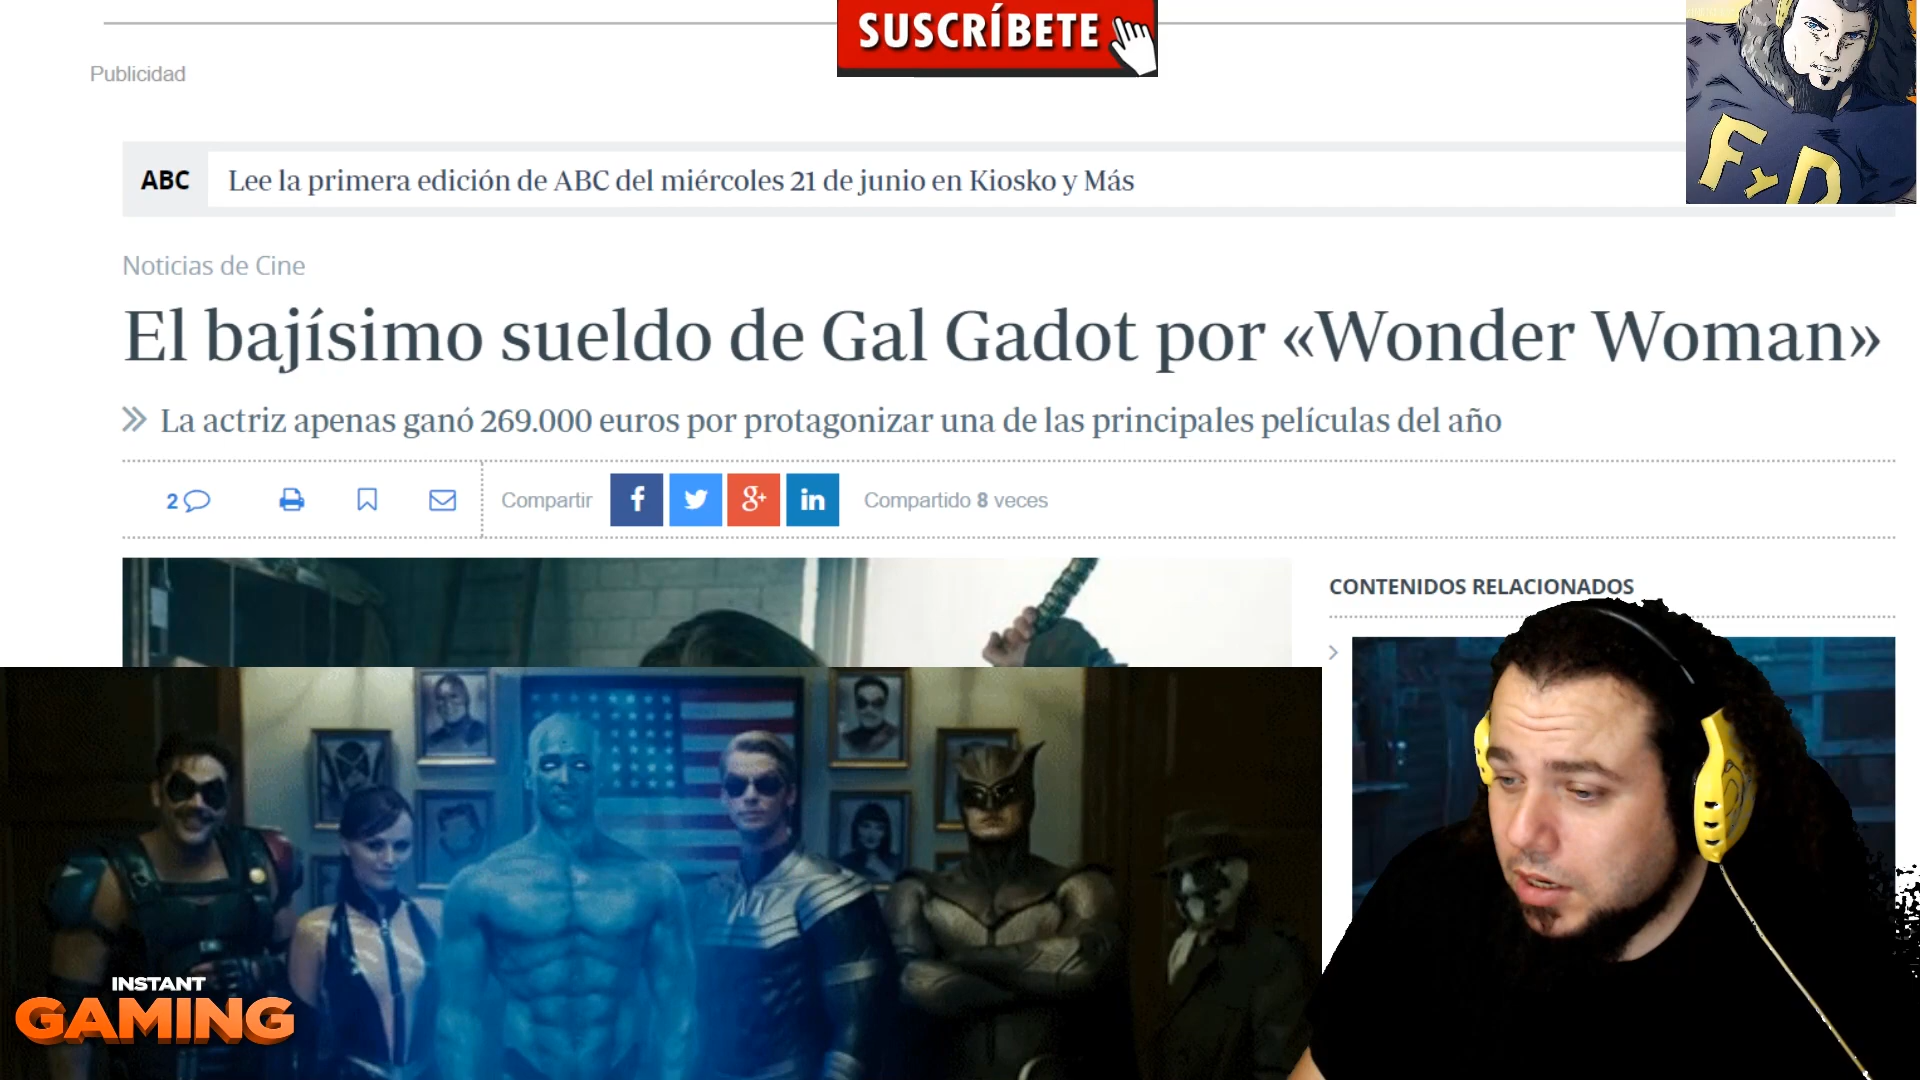 SUSCRÍBETE
Publicidad
FyD
ABC
Lee la primera edición de ABC del miércoles 21 de junio en Kiosko y Más
Noticias de Cine
El bajísimo sueldo de Gal Gadot por «Wonder Woman»
La actriz apenas ganó 269.000 euros por protagonizar una de las principales películas del año
2
Compartir
f
g+
in
Compartido 8 veces
CONTENIDOS RELACIONADOS
INSTANT
GAMING